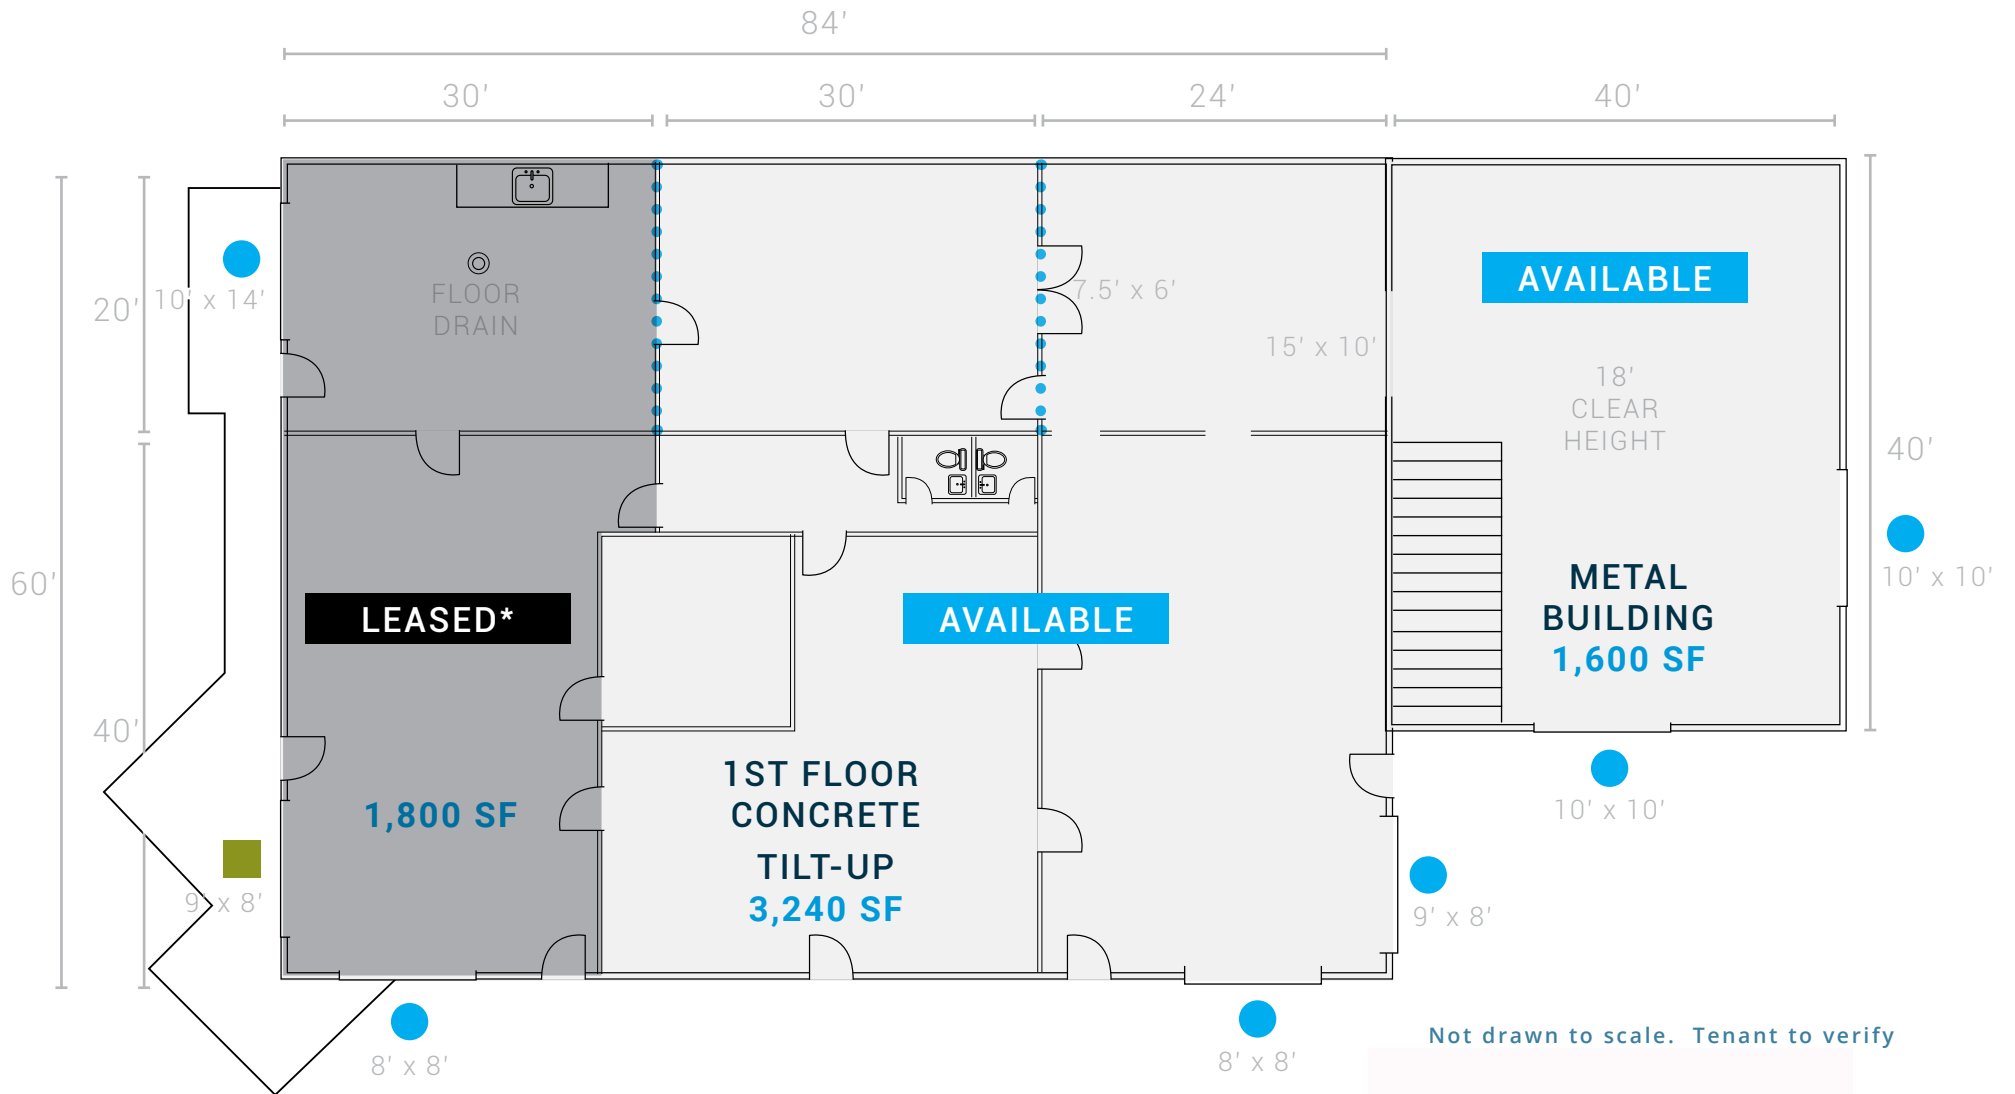 84'
30'
30'
24'
40'
20'
10' x 14'
FLOOR
DRAIN
7.5' x 6'
15' x 10'
AVAILABLE
18'
CLEAR
HEIGHT
40'
60'
LEASED*
AVAILABLE
METAL
BUILDING
1,600 SF
10' x 10'
40'
1,800 SF
1ST FLOOR
CONCRETE
TILT-UP
3,240 SF
10' x 10'
9' x 8'
9' x 8'
8' x 8'
8' x 8'
Not drawn to scale. Tenant to verify